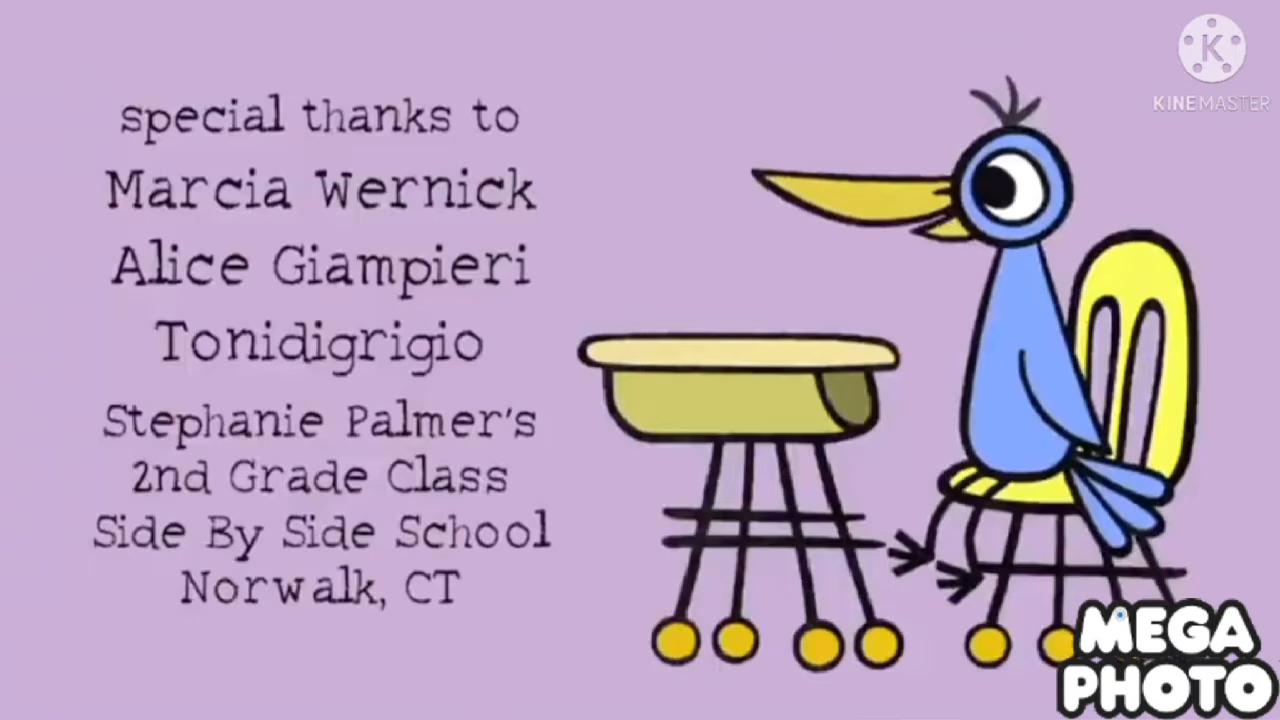 special thanks to
Marcia Wernick
Alice Giampieri
Tonidigrigio
Stephanie Palmer's
2nd Grade Class
Side By Side School
Norwalk, CT
K
KINEMASTER
MEGA
PHOTO